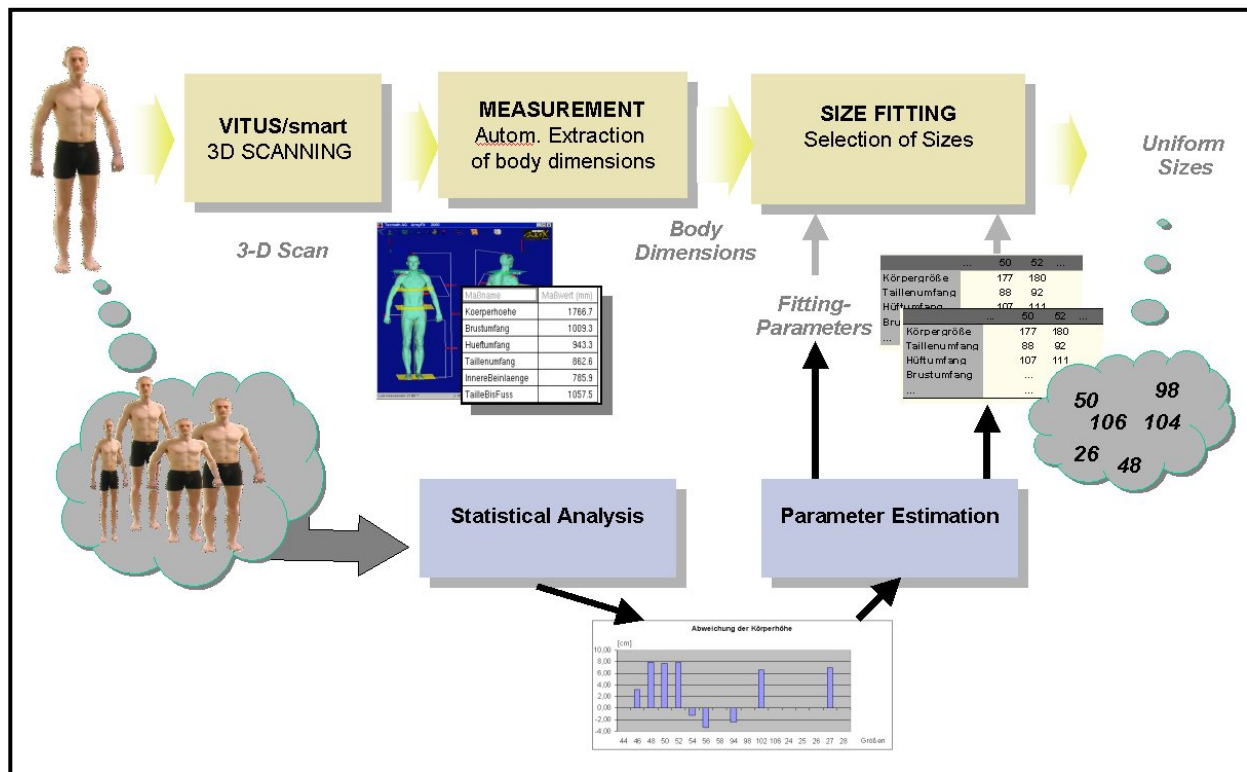 VITUS/smart
3D SCANNING
MEASUREMENT
Autom. Extraction
of body dimensions
SIZE FITTING
Selection of Sizes
Uniform
Sizes
3-D Scan
Body
Dimensions
Fitting-
Parameters
Maßname Maßwert (mm)
Koerperhoehe 1766.7
Brustumfang 1009.3
Hueftumfang 943.3
Taillenumfang 862.6
InnereBeinlaenge 785.9
TailleBisFuss 1057.5
... 50 52 ...
Körpergröße 177 180
Taillenumfang 88 92
Hüftumfang 107 111
Bru
...
... 50 52 ...
Körpergröße 177 180
Taillenumfang 88 92
Hüftumfang 107 111
Brustumfang ...
... ...
50 98
106 104
26 48
Statistical Analysis
Parameter Estimation
Abweichung der Körperhöhe
[cm]
10,00
8,00
6,00
4,00
2,00
0,00
-2,00
-4,00
44 46 48 50 52 54 56 58 94 98 102 106 24 25 26 27 28 Größen